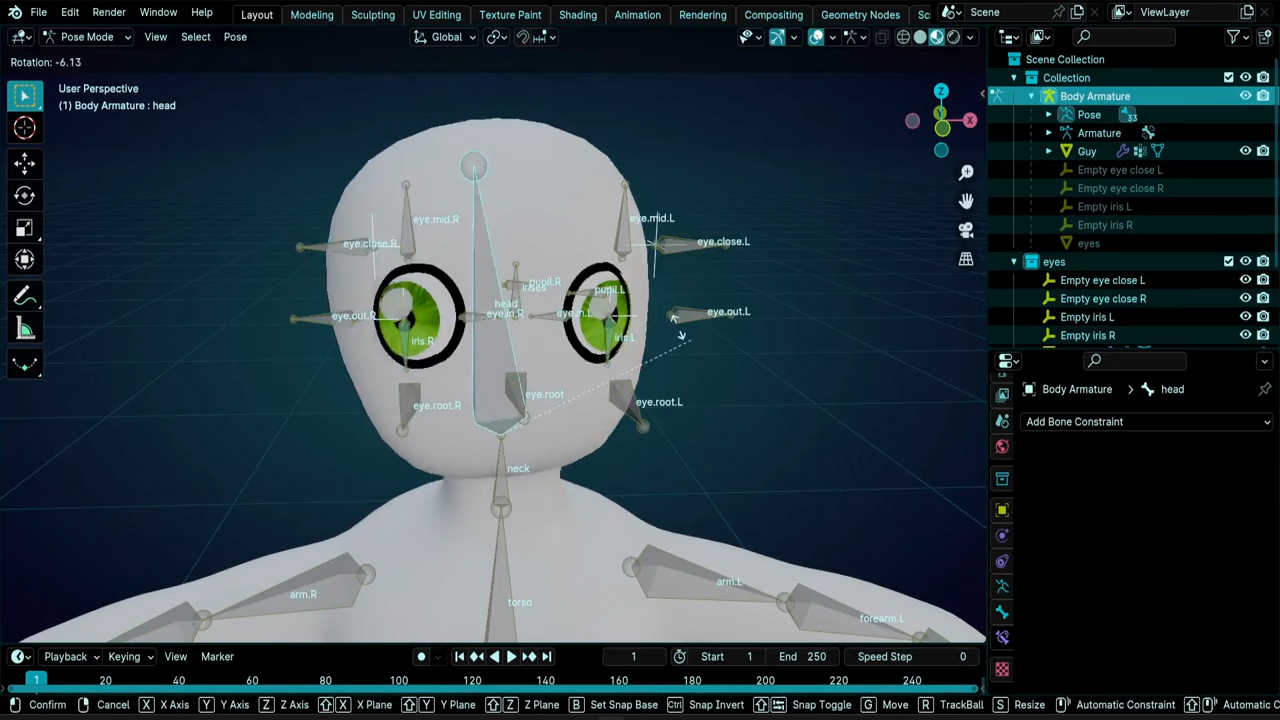 File Edit Render Window Help Layout Modeling Sculpting UV Editing Texture Paint Shading Animation Rendering Compositing Geometry Nodes Sc Scene ViewLayer
Pose Mode View Select Pose Global
Rotation: -6.13
User Perspective
(1) Body Armature : head
Z
X
Y
eye.mid.R
eye.mid.L
eye.close.R
eye.close.L
pupil.R
irises
pupil.L
head
eye.out.R
eye.in.R
eye.in.L
eye.out.L
iris.R
iris.L
eye.root
eye.root.R
eye.root.L
neck
arm.R
arm.L
torso
forearm.L
Scene Collection
Collection
Body Armature
Pose 33
Armature
Guy
Empty eye close L
Empty eye close R
Empty iris L
Empty iris R
eyes
eyes
Empty eye close L
Empty eye close R
Empty iris L
Empty iris R
Body Armature head
Add Bone Constraint
Playback Keying View Marker 1 Start 1 End 250 Speed Step 0
1 20 40 60 80 100 120 140 160 180 200 220 240
Confirm Cancel X X Axis Y Y Axis Z Z Axis X X Plane Y Y Plane Z Z Plane B Set Snap Base Ctrl Snap Invert Snap Toggle G Move R TrackBall S Resize Automatic Constraint Automatic C